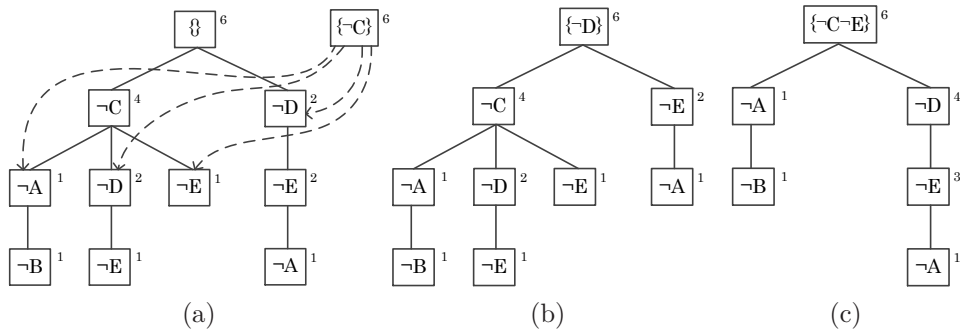 {} 6 {¬C} 6 {¬D} 6 {¬C¬E} 6
¬C 4 ¬D 2 ¬C 4 ¬E 2 ¬A 1 ¬D 4
¬A 1 ¬D 2 ¬E 1 ¬E 2 ¬A 1 ¬D 2 ¬E 1 ¬A 1 ¬B 1 ¬E 3
¬B 1 ¬E 1 ¬A 1 ¬B 1 ¬E 1 ¬A 1
(a) (b) (c)